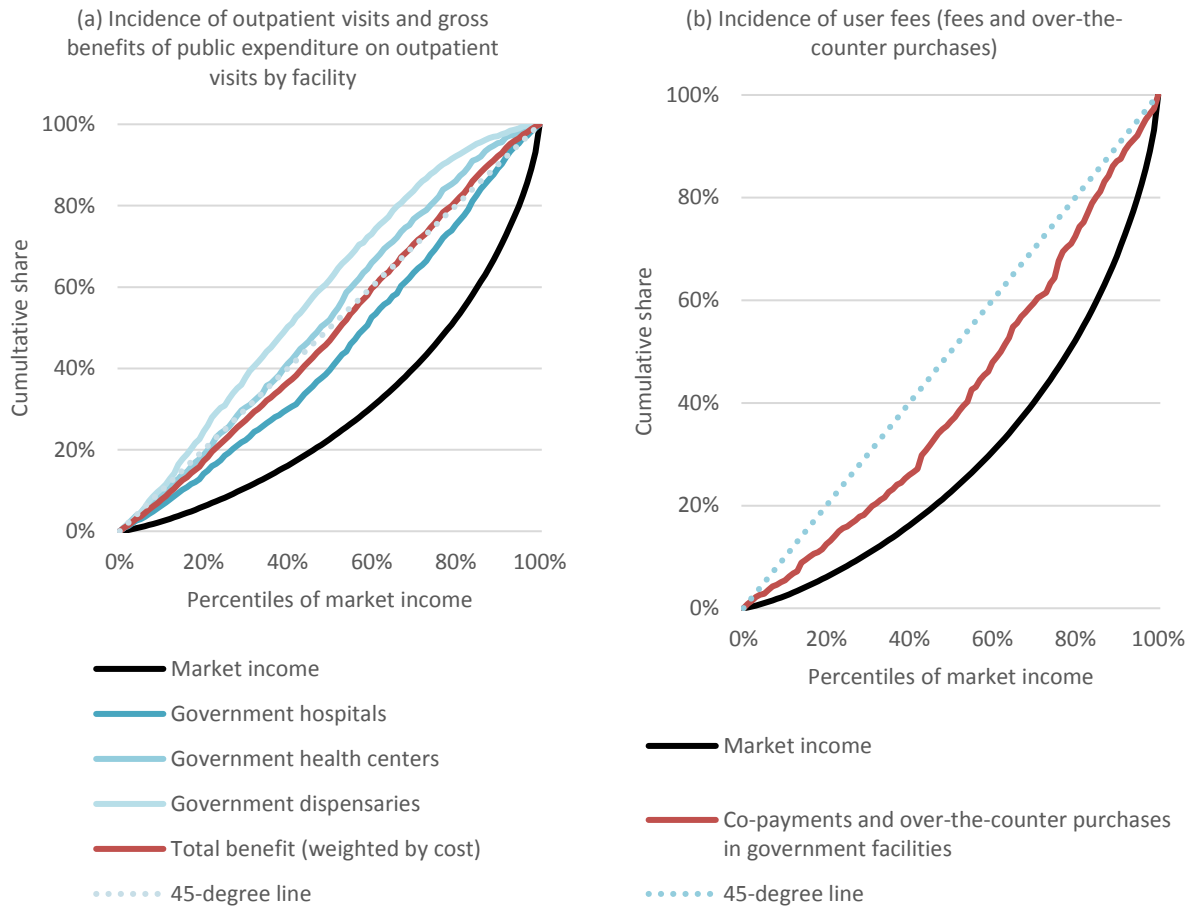 (a) Incidence of outpatient visits and gross
benefits of public expenditure on outpatient
visits by facility
100%
80%
60%
40%
20%
0%
Cumultative share
0% 20% 40% 60% 80% 100%
Percentiles of market income
Market income
Government hospitals
Government health centers
Government dispensaries
Total benefit (weighted by cost)
45-degree line
(b) Incidence of user fees (fees and over-the-
counter purchases)
100%
80%
60%
40%
20%
0%
Cumulative share
0% 20% 40% 60% 80% 100%
Percentiles of market income
Market income
Co-payments and over-the-counter purchases
in government facilities
45-degree line